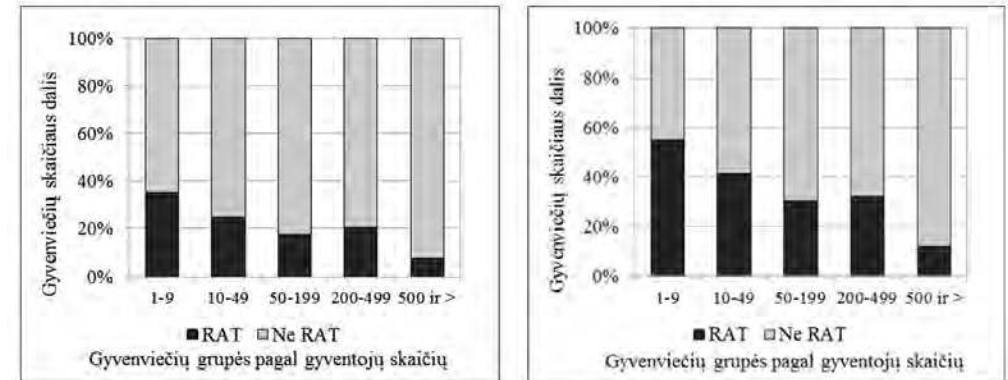 Gyvenviečių skaičiaus dalis
100%
80%
60%
40%
20%
0%
1-9 10-49 50-199 200-499 500 ir >
RAT Ne RAT
Gyvenviečių grupės pagal gyventojų skaičių
Gyvenviečių skaičiaus dalis
100%
80%
60%
40%
20%
0%
1-9 10-49 50-199 200-499 500 ir >
RAT Ne RAT
Gyvenviečių grupės pagal gyventojų skaičių